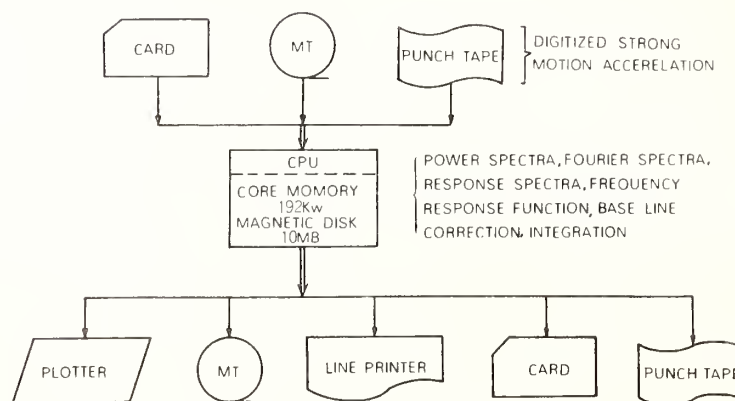 CARD
MT
PUNCH TAPE
DIGITIZED STRONG
MOTION ACCERELATION
CPU
CORE MOMORY
192Kw
MAGNETIC DISK
10MB
POWER SPECTRA, FOURIER SPECTRA,
RESPONSE SPECTRA, FREQUENCY
RESPONSE FUNCTION, BASE LINE
CORRECTION, INTEGRATION
PLOTTER
MT
LINE PRINTER
CARD
PUNCH TAPE